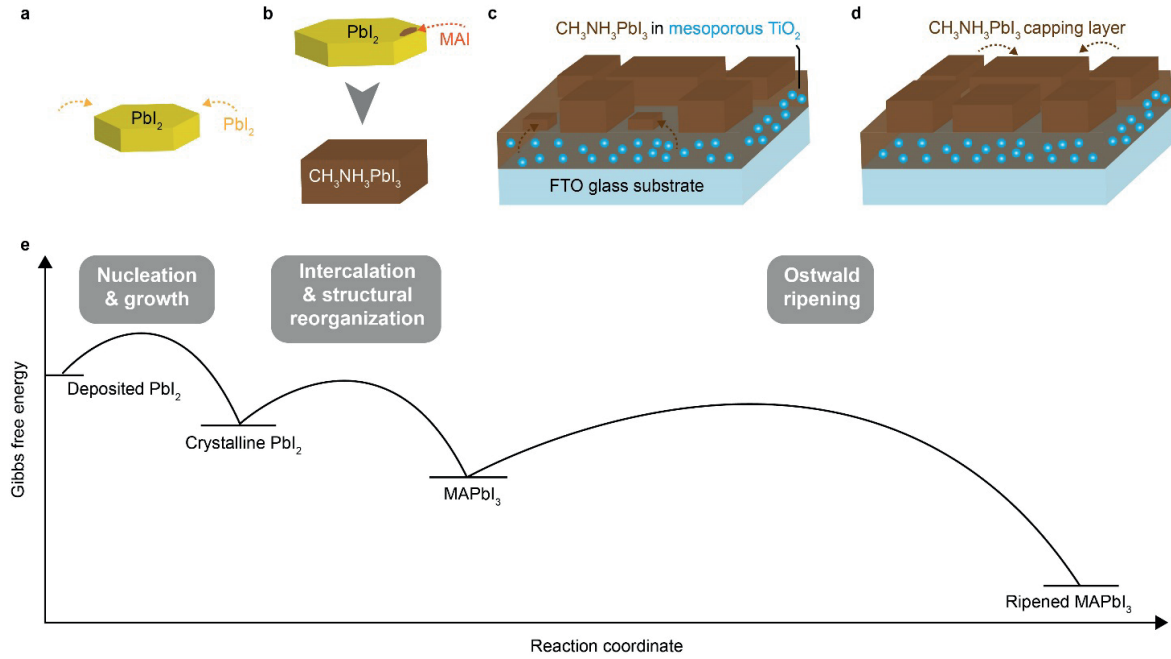 a
PbI₂
PbI₂
b
PbI₂
MAI
CH₃NH₃PbI₃
c
CH₃NH₃PbI₃ in mesoporous TiO₂
FTO glass substrate
d
CH₃NH₃PbI₃ capping layer
e
Nucleation
& growth
Intercalation
& structural
reorganization
Ostwald
ripening
Gibbs free energy
Deposited PbI₂
Crystalline PbI₂
MAPbI₃
Ripened MAPbI₃
Reaction coordinate